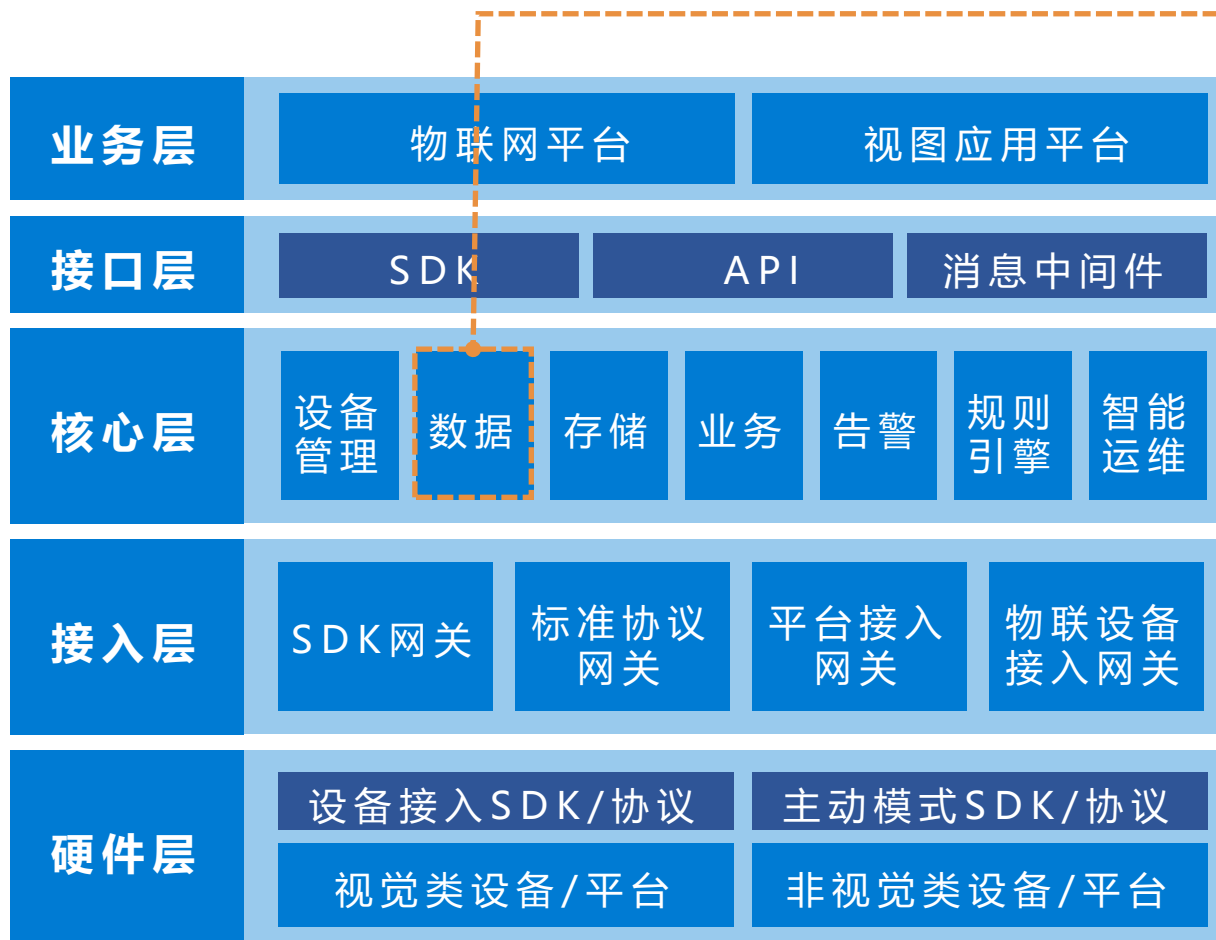 业务层
物联网平台
视图应用平台
接口层
SDK
API
消息中间件
核心层
设备
管理
数据
存储
业务
告警
规则
引擎
智能
运维
接入层
SDK网关
标准协议
网关
平台接入
网关
物联设备
接入网关
硬件层
设备接入SDK/协议
主动模式SDK/协议
视觉类设备/平台
非视觉类设备/平台